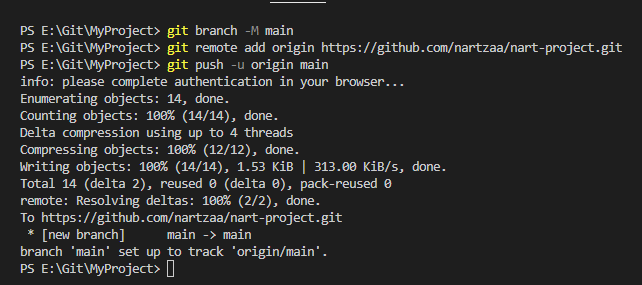 PS E:\Git\MyProject> git branch -M main
PS E:\Git\MyProject> git remote add origin https://github.com/nartzaa/nart-project.git
PS E:\Git\MyProject> git push -u origin main
info: please complete authentication in your browser...
Enumerating objects: 14, done.
Counting objects: 100% (14/14), done.
Delta compression using up to 4 threads
Compressing objects: 100% (12/12), done.
Writing objects: 100% (14/14), 1.53 KiB | 313.00 KiB/s, done.
Total 14 (delta 2), reused 0 (delta 0), pack-reused 0
remote: Resolving deltas: 100% (2/2), done.
To https://github.com/nartzaa/nart-project.git
 * [new branch]      main -> main
branch 'main' set up to track 'origin/main'.
PS E:\Git\MyProject>